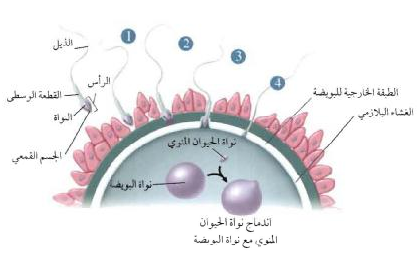 الذيل
1
2
3
4
الرأس
القطعة الوسطى
النواة
الجسم القمعي
الطبقة الخارجية للبويضة
الغشاء البلازمي
نواة الحيوان المنوي
نواة البويضة
اندماج نواة الحيوان
المنوي مع نواة البويضة